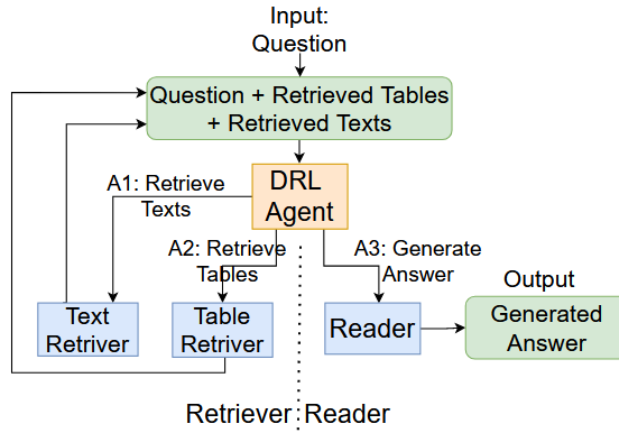 Input:
Question
Question + Retrieved Tables
+ Retrieved Texts
DRL
Agent
A1: Retrieve
Texts
A2: Retrieve
Tables
A3: Generate
Answer
Text
Retriver
Table
Retriver
Reader
Output
Generated
Answer
Retriever
Reader